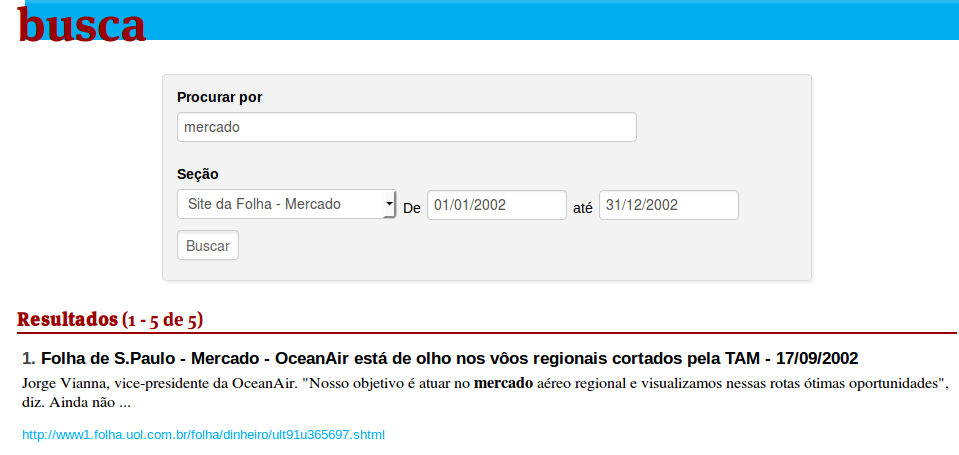 busca
Procurar por
mercado
Seção
Site da Folha - Mercado De 01/01/2002 até 31/12/2002
Buscar
Resultados (1 - 5 de 5)
1. Folha de S.Paulo - Mercado - OceanAir está de olho nos vôos regionais cortados pela TAM - 17/09/2002
Jorge Vianna, vice-presidente da OceanAir. "Nosso objetivo é atuar no mercado aéreo regional e visualizamos nessas rotas ótimas oportunidades",
diz. Ainda não ...
http://www1.folha.uol.com.br/folha/dinheiro/ult91u365697.shtml